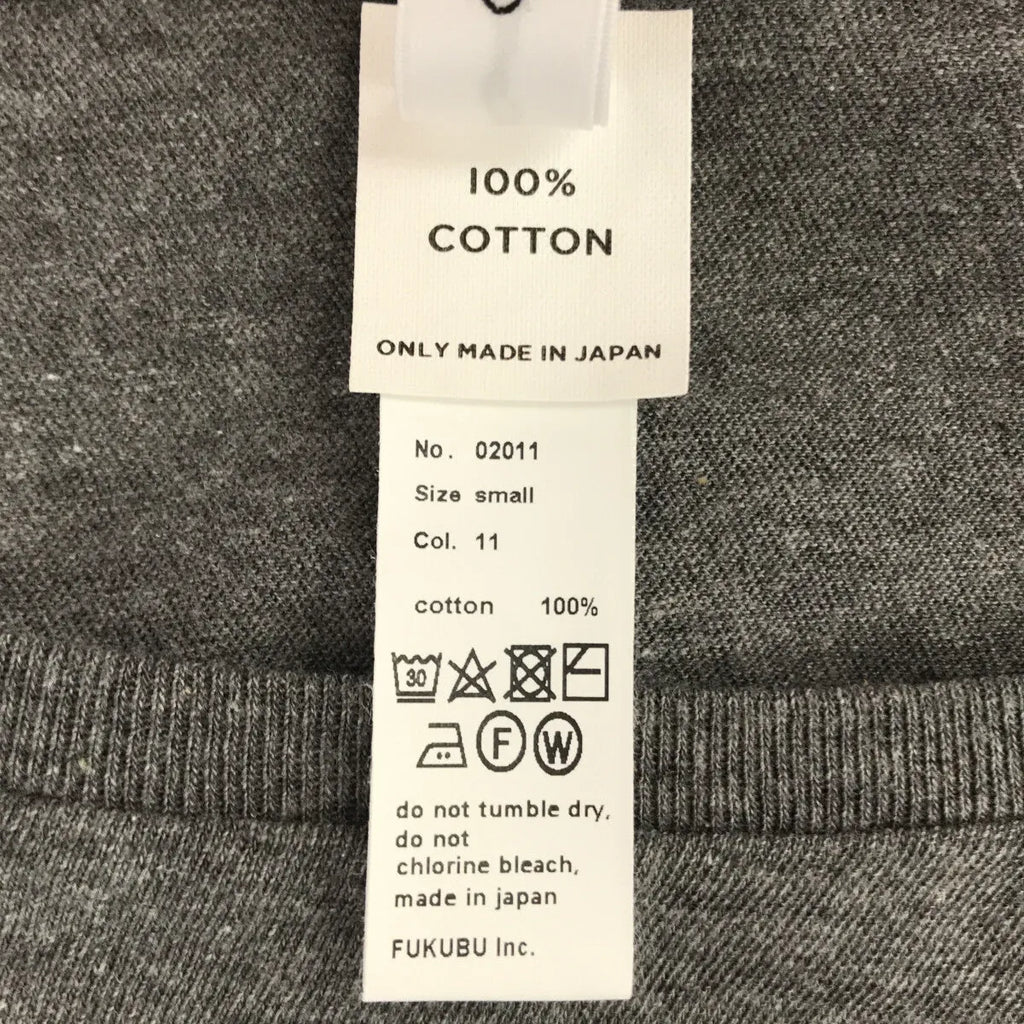 100%
COTTON
ONLY MADE IN JAPAN
No. 02011
Size small
Col. 11
cotton 100%
30
F W
do not tumble dry.
do not
chlorine bleach,
made in japan
FUKUBU Inc.